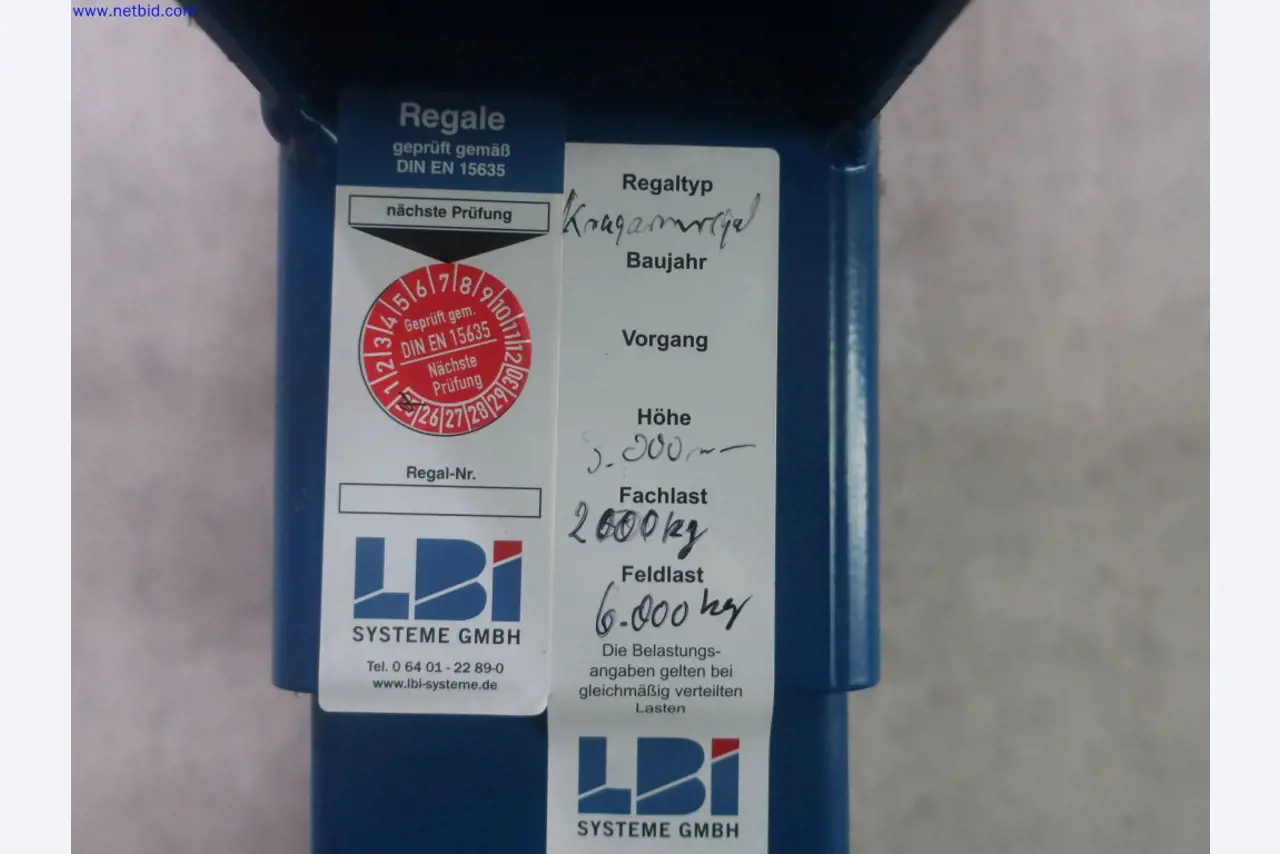 www.netbid.com
Regale
geprüft gemäß
DIN EN 15635
nächste Prüfung
1 2 3 4 5 6 7 8 9 10 11 12
Geprüft gem.
DIN EN 15635
Nächste
Prüfung
26 27 28 29 30
Regal-Nr.
LBI
SYSTEME GMBH
Tel. 0 64 01 - 22 89-0
www.lbi-systeme.de
Regaltyp
Kragarmregal
Baujahr
Vorgang
Höhe
3.000
Fachlast
2000kg
Feldlast
6.000 kg
Die Belastungs-
angaben gelten bei
gleichmäßig verteilten
Lasten
LBI
SYSTEME GMBH